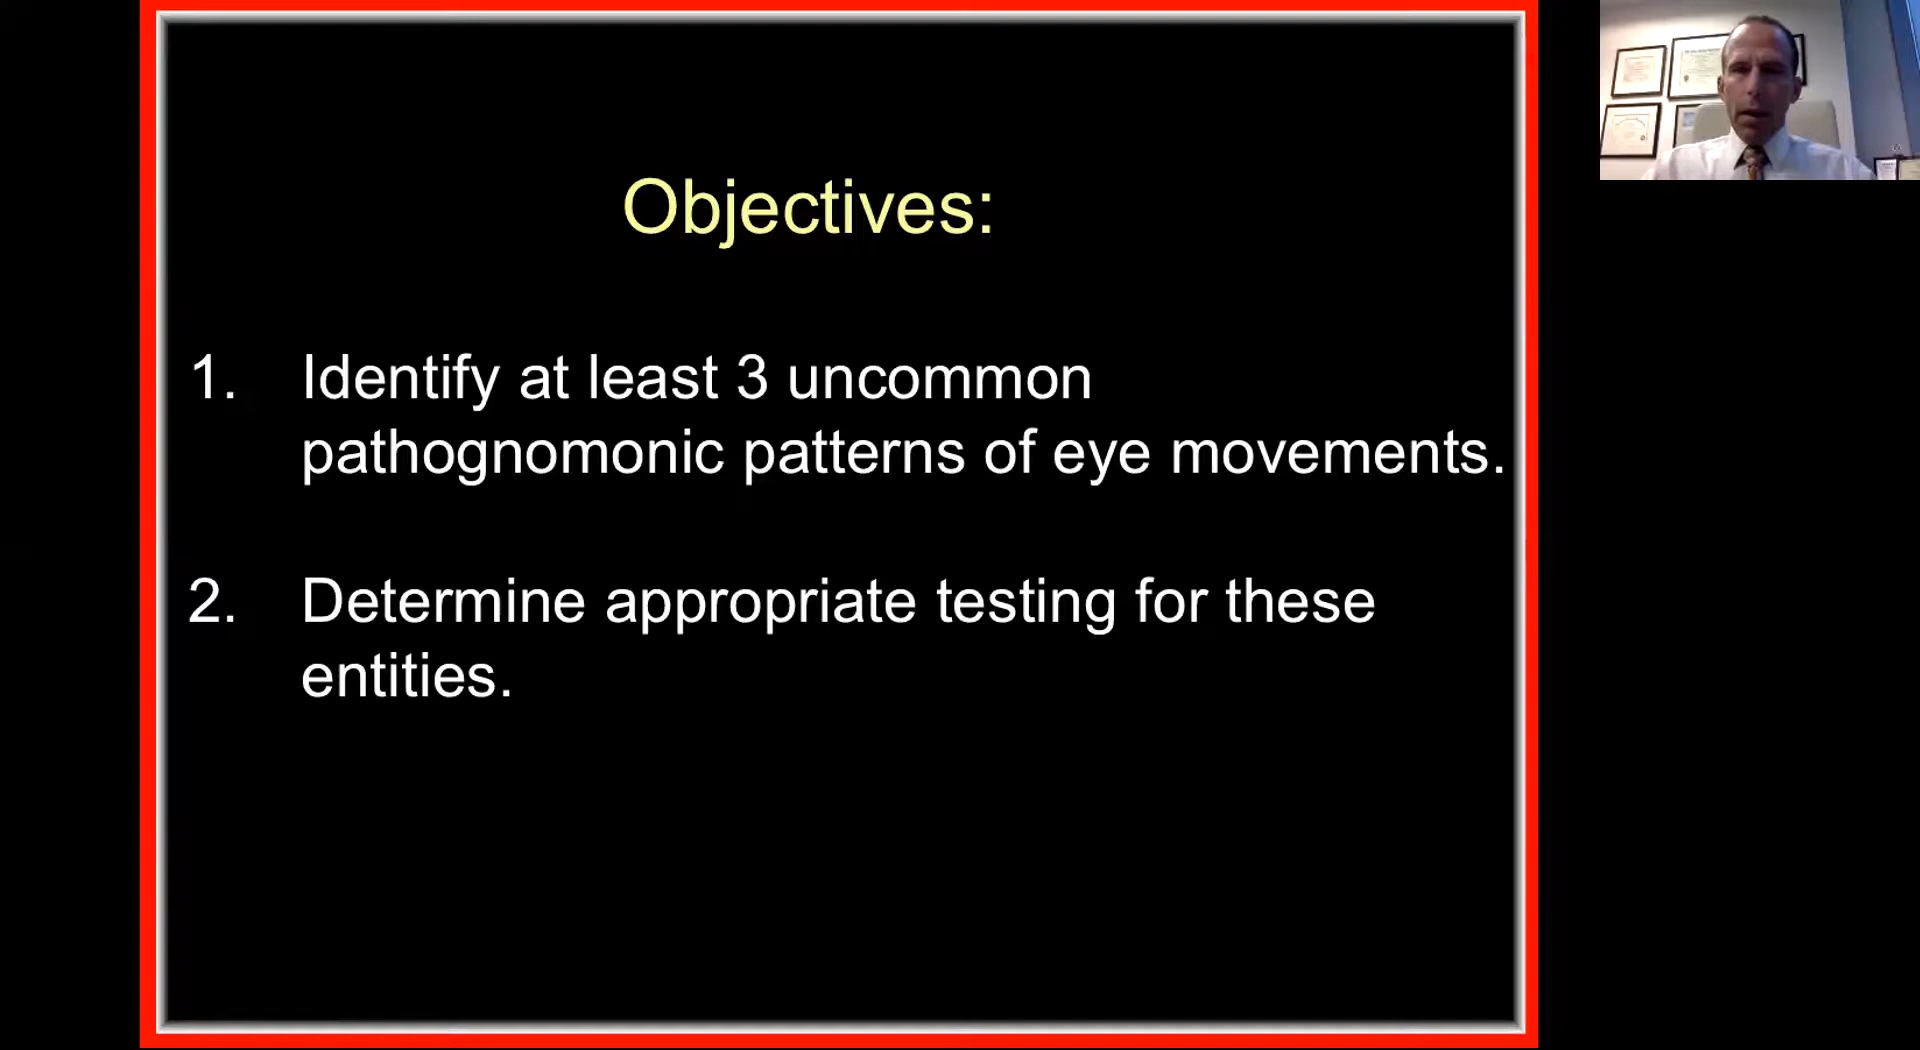 Objectives:
1. Identify at least 3 uncommon
pathognomonic patterns of eye movements.
2. Determine appropriate testing for these
entities.